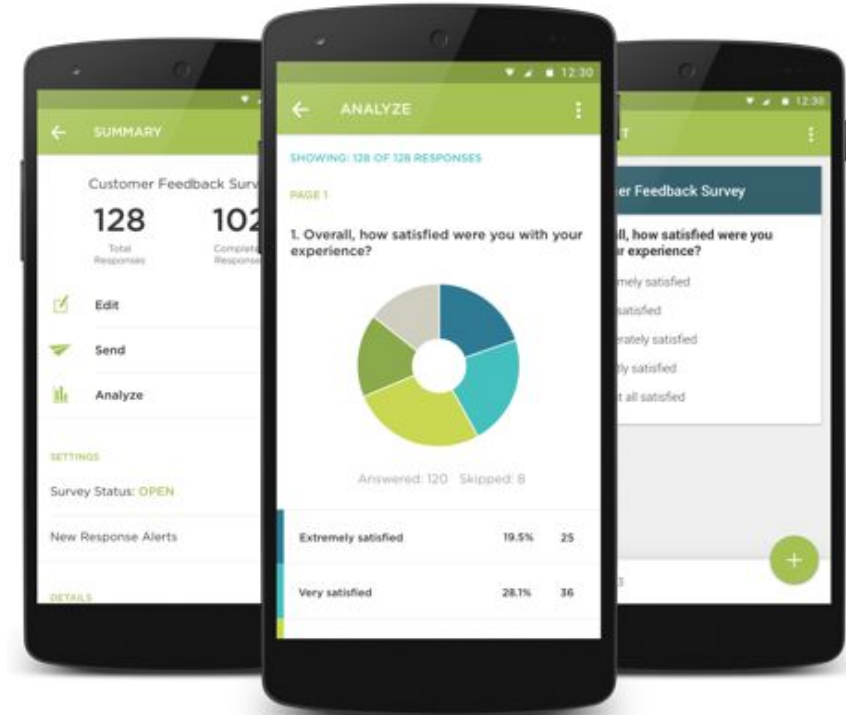 SUMMARY
Customer Feedback Surv
128
102
Total
Responses
Complete
Response
Edit
Send
Analyze
SETTINGS
Survey Status: OPEN
New Response Alerts
DETAILS
12:30
ANALYZE
SHOWING: 128 OF 128 RESPONSES
PAGE 1
1. Overall, how satisfied were you with your
experience?
Answered: 120 Skipped: 8
Extremely satisfied 19.5% 25
Very satisfied 28.1% 36
12:30
T
er Feedback Survey
ll, how satisfied were you
r experience?
mely satisfied
satisfied
erately satisfied
tly satisfied
t all satisfied
+